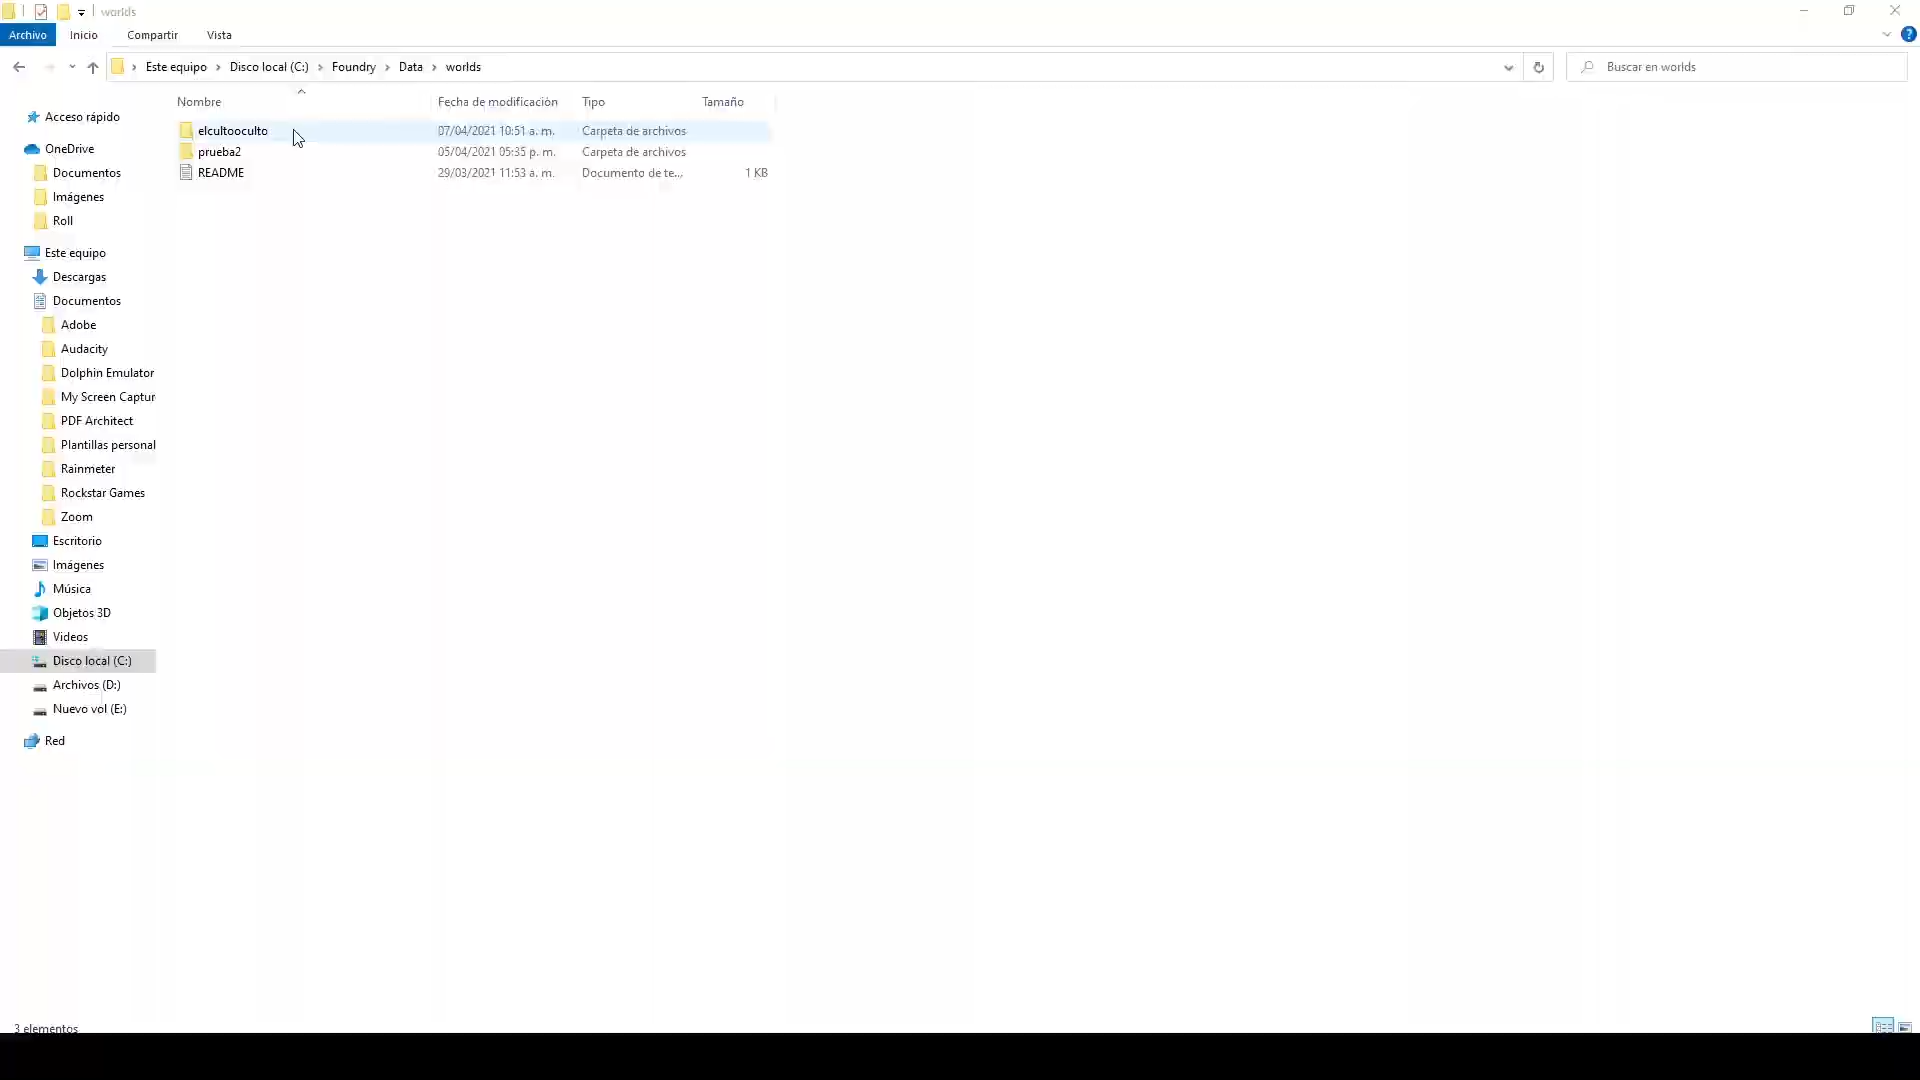 worlds
Archivo Inicio Compartir Vista
Este equipo Disco local (C:) Foundry Data worlds Buscar en worlds
Nombre Fecha de modificación Tipo Tamaño
elcultooculto 07/04/2021 10:51 a. m. Carpeta de archivos
prueba2 05/04/2021 05:35 p. m. Carpeta de archivos
README 29/03/2021 11:53 a. m. Documento de te... 1 KB
Acceso rápido
OneDrive
Documentos
Imágenes
Roll
Este equipo
Descargas
Documentos
Adobe
Audacity
Dolphin Emulator
My Screen Captur
PDF Architect
Plantillas personal
Rainmeter
Rockstar Games
Zoom
Escritorio
Imágenes
Música
Objetos 3D
Videos
Disco local (C:)
Archivos (D:)
Nuevo vol (E:)
Red
3 elementos